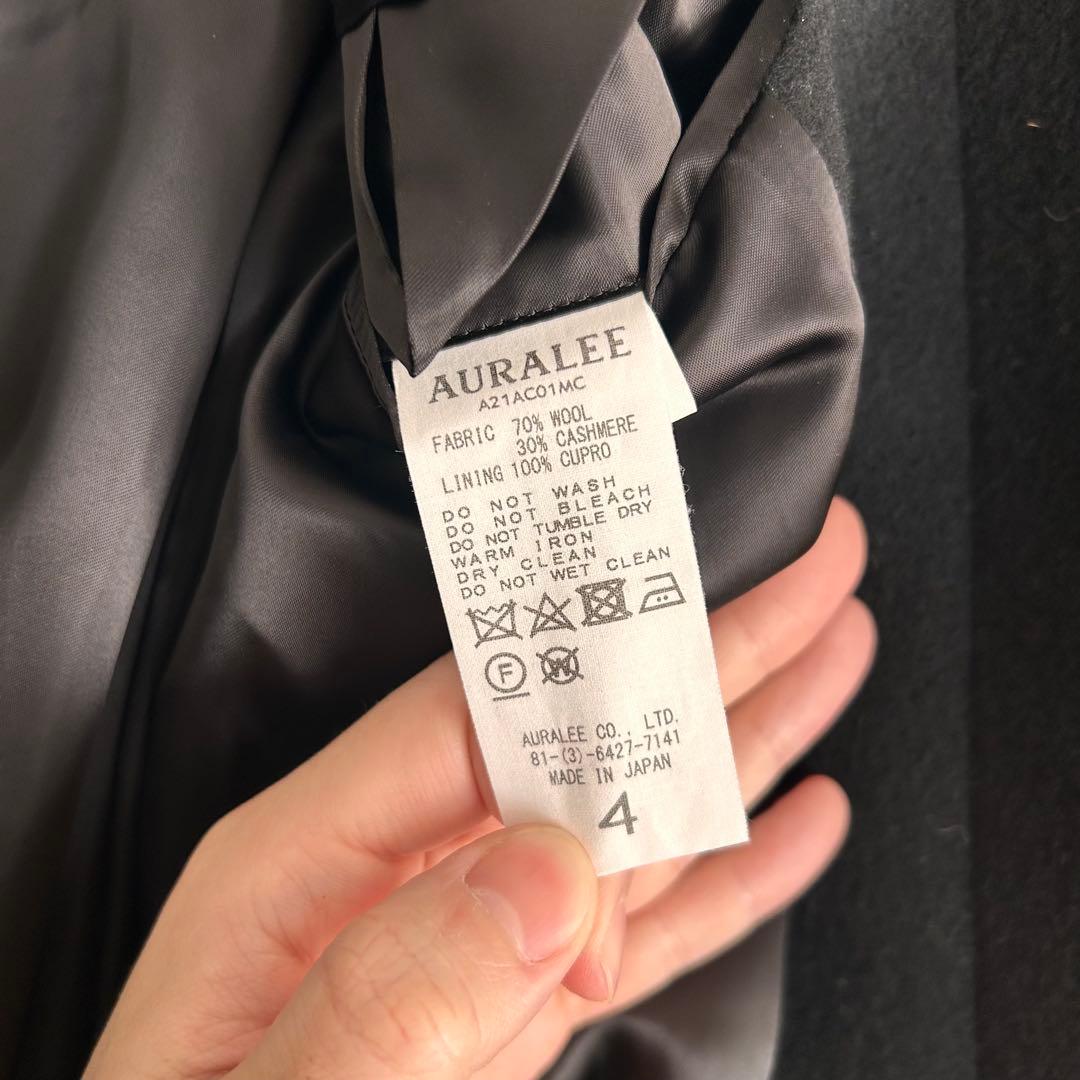 AURALEE
A21AC01MC
FABRIC 70% WOOL
30% CASHMERE
LINING 100% CUPRO
DO NOT WASH
DO NOT BLEACH
DO NOT TUMBLE DRY
WARM IRON
DRY CLEAN
DO NOT WET CLEAN
F W
AURALEE CO., LTD.
81-(3)-6427-7141
MADE IN JAPAN
4